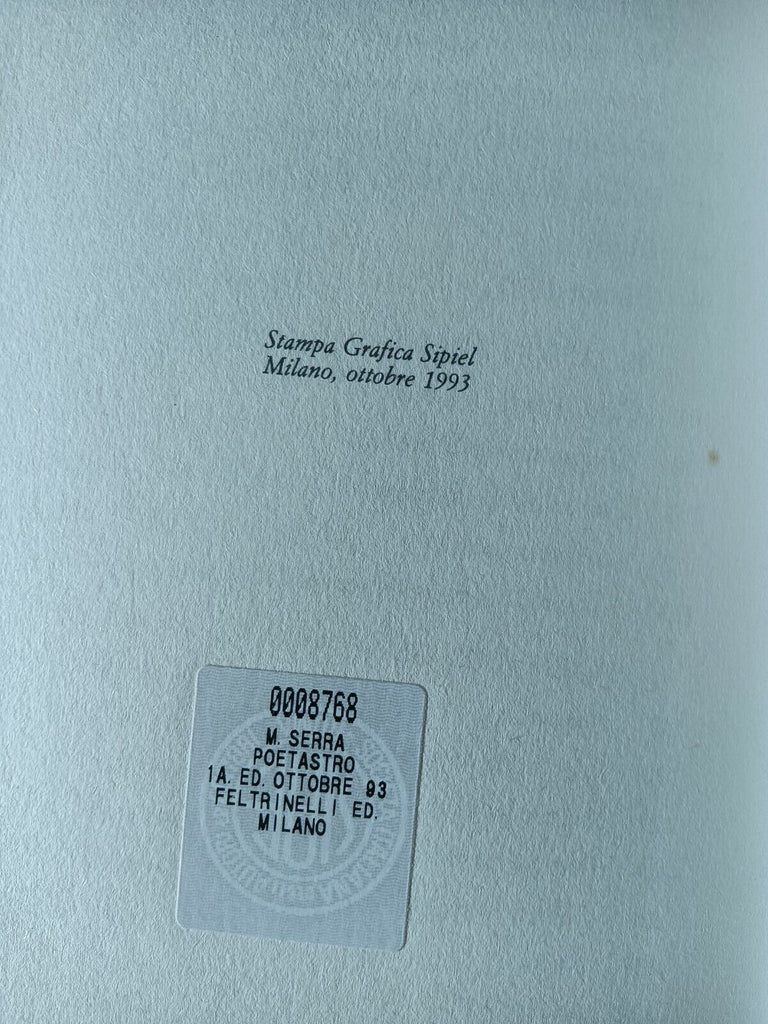 Stampa Grafica Sipiel
Milano, ottobre 1993
0008768
M. SERRA
POETASTRO
1A. ED. OTTOBRE 93
FELTRINELLI ED.
MILANO